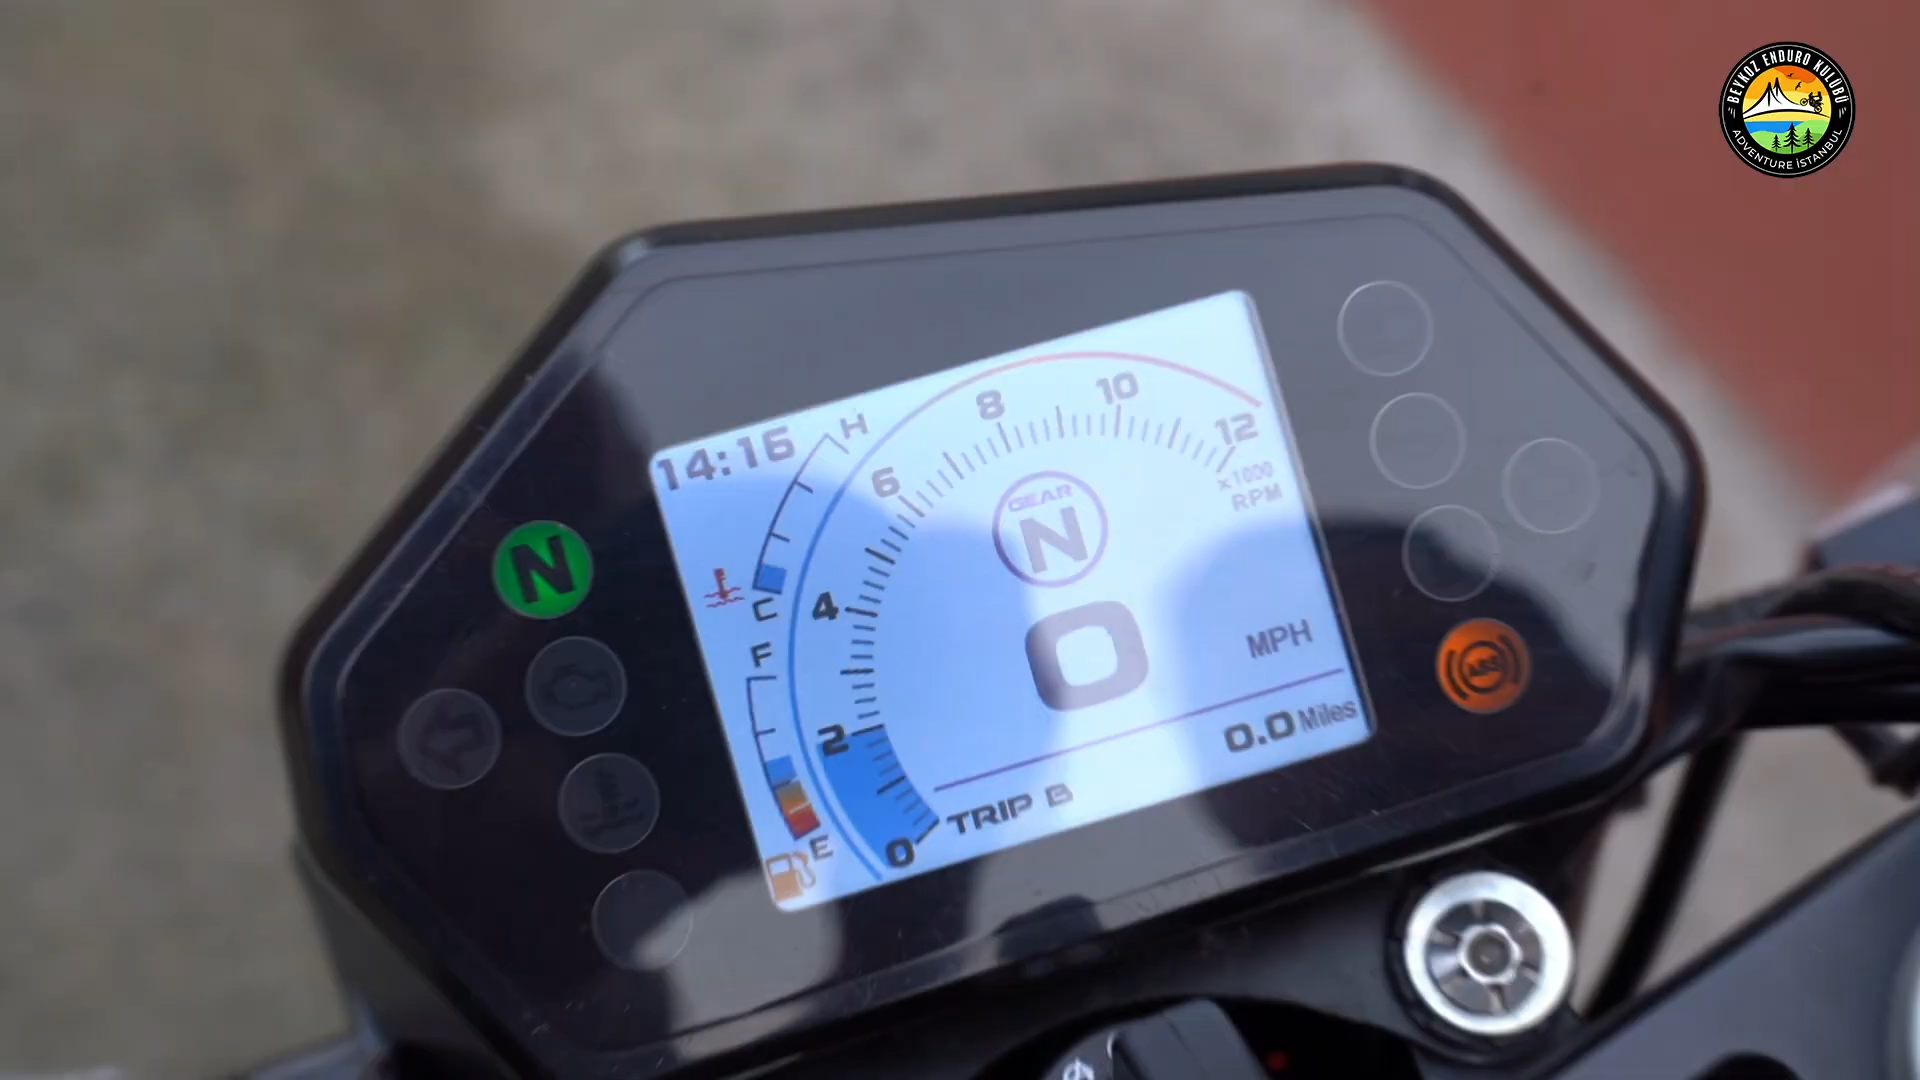 BEYKOZ ENDURO KULÜBÜ
ADVENTURE İSTANBUL
14:16
H
C
F
E
0
2
4
6
8
10
12
x1000
RPM
GEAR
N
0
MPH
0.0 Miles
TRIP B
N
ABS